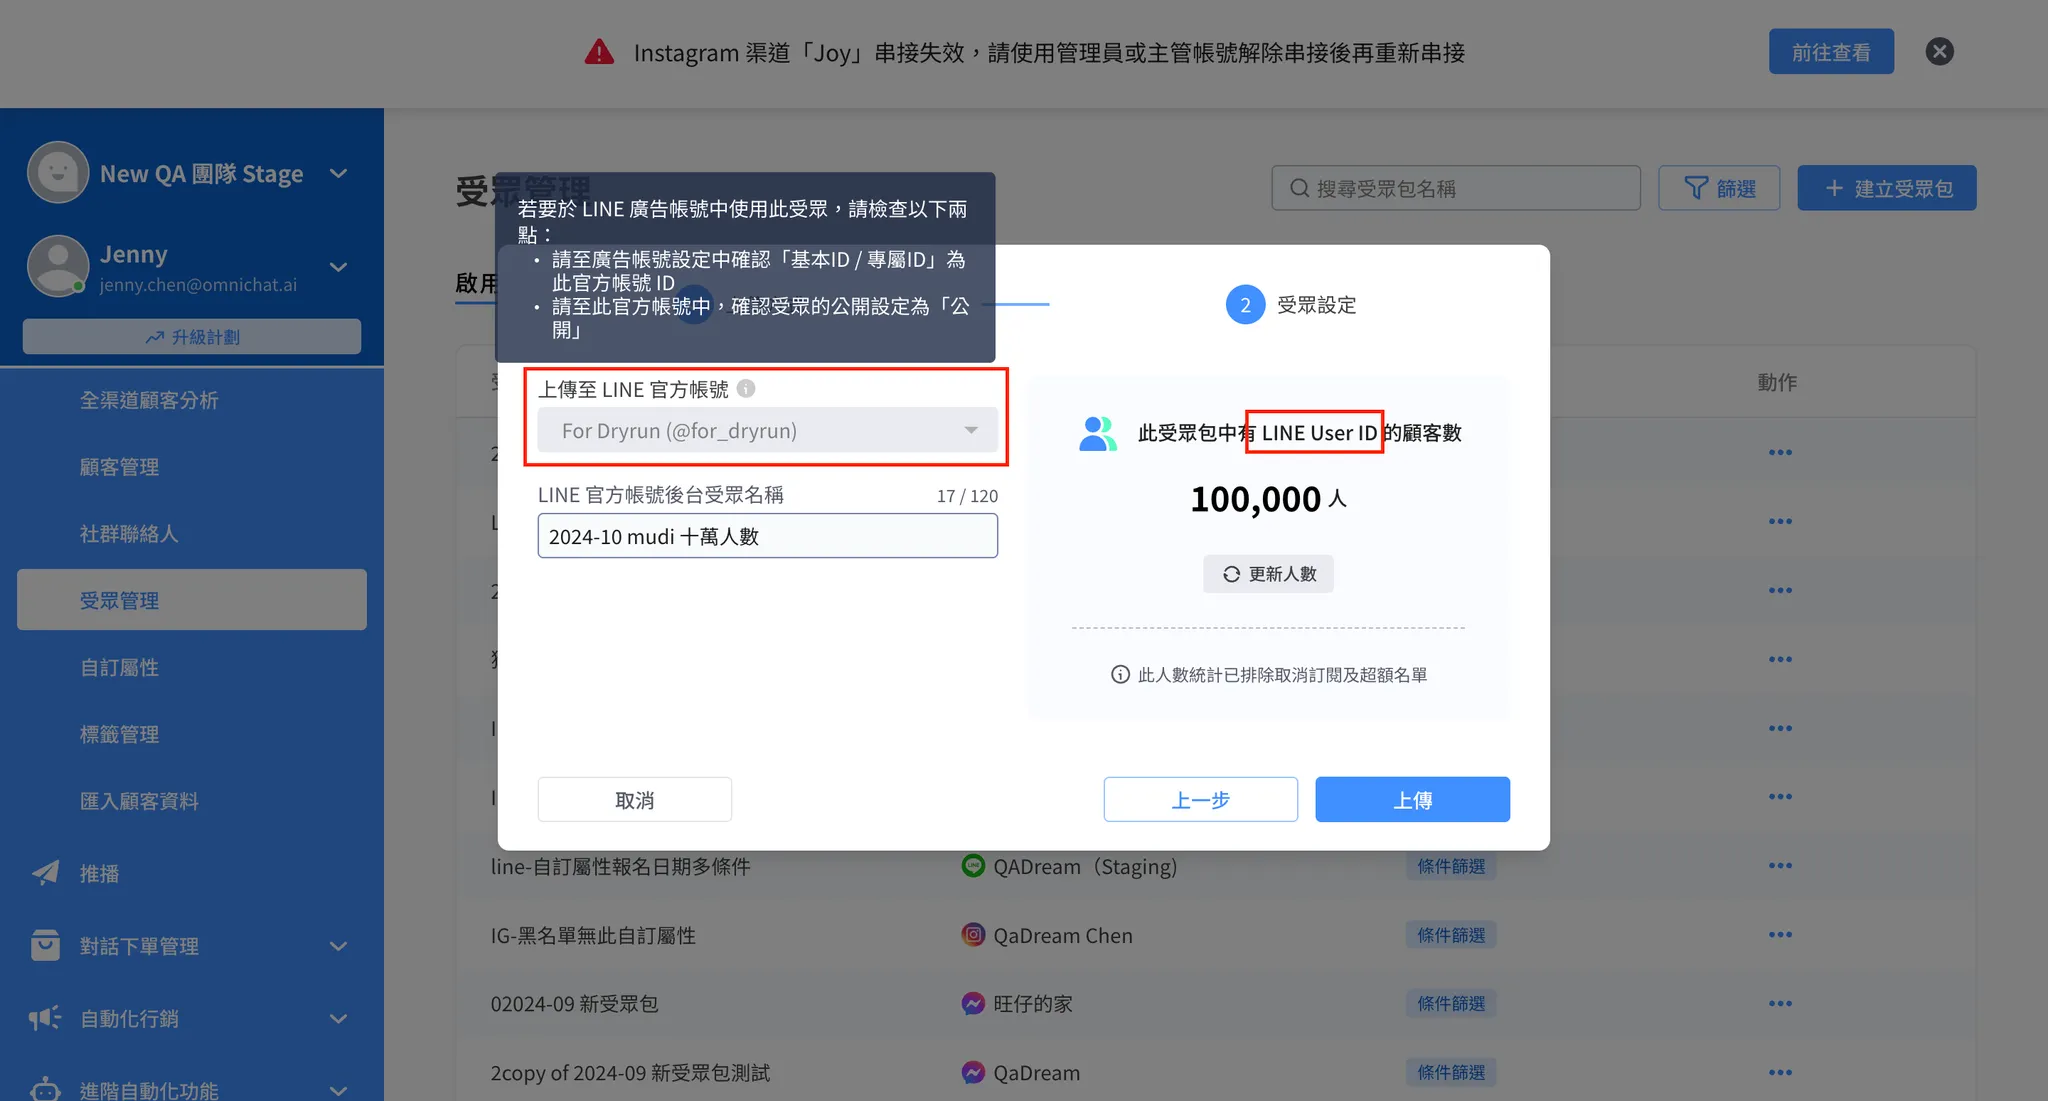 Instagram 渠道「Joy」串接失效，請使用管理員或主管帳號解除串接後再重新串接
前往查看
New QA 團隊 Stage
Jenny
jenny.chen@omnichat.ai
升級計劃
全渠道顧客分析
顧客管理
社群聯絡人
受眾管理
自訂屬性
標籤管理
匯入顧客資料
推播
對話下單管理
自動化行銷
進階自動化功能
受眾管理
搜尋受眾包名稱
篩選
建立受眾包
啟用
動作
若要於 LINE 廣告帳號中使用此受眾，請檢查以下兩
點：
• 請至廣告帳號設定中確認「基本ID / 專屬ID」為
此官方帳號 ID
• 請至此官方帳號中，確認受眾的公開設定為「公
開」
2 受眾設定
上傳至 LINE 官方帳號
For Dryrun (@for_dryrun)
LINE 官方帳號後台受眾名稱 17 / 120
2024-10 mudi 十萬人數
此受眾包中有 LINE User ID 的顧客數
100,000 人
更新人數
此人數統計已排除取消訂閱及超額名單
取消
上一步
上傳
line-自訂屬性報名日期多條件 QADream（Staging) 條件篩選
IG-黑名單無此自訂屬性 QaDream Chen 條件篩選
02024-09 新受眾包 旺仔的家 條件篩選
2copy of 2024-09 新受眾包測試 QaDream 條件篩選